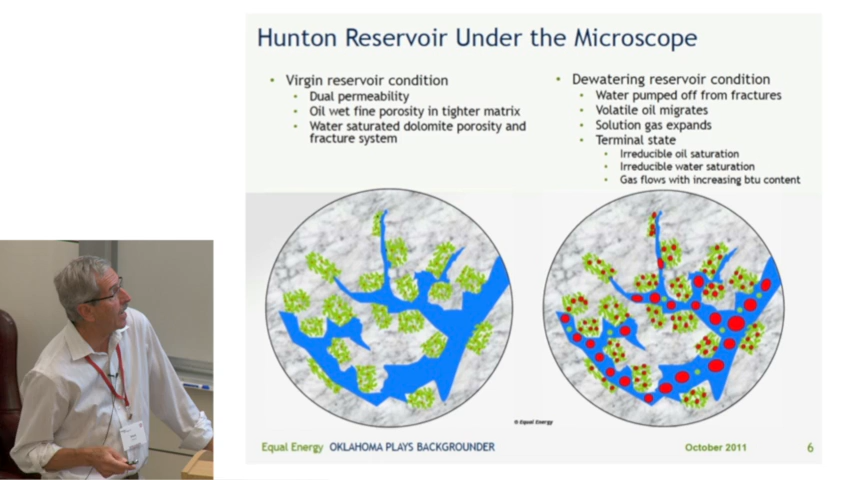 Hunton Reservoir Under the Microscope
• Virgin reservoir condition
• Dual permeability
• Oil wet fine porosity in tighter matrix
• Water saturated dolomite porosity and
fracture system
• Dewatering reservoir condition
• Water pumped off from fractures
• Volatile oil migrates
• Solution gas expands
• Terminal state
• Irreducible oil saturation
• Irreducible water saturation
• Gas flows with increasing btu content
© Equal Energy
Equal Energy OKLAHOMA PLAYS BACKGROUNDER
October 2011
6